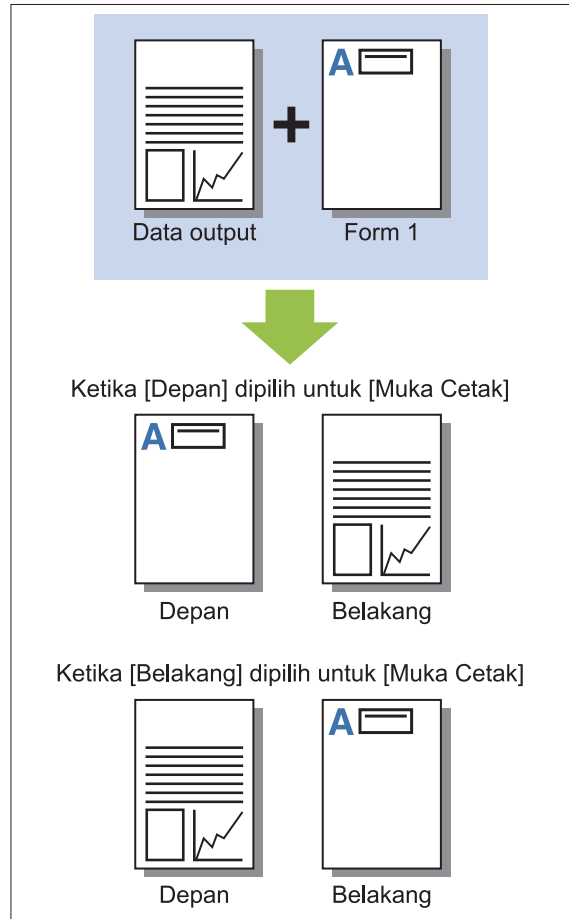 A
+
Data output
Form 1
Ketika [Depan] dipilih untuk [Muka Cetak]
A
Depan
Belakang
Ketika [Belakang] dipilih untuk [Muka Cetak]
A
Depan
Belakang